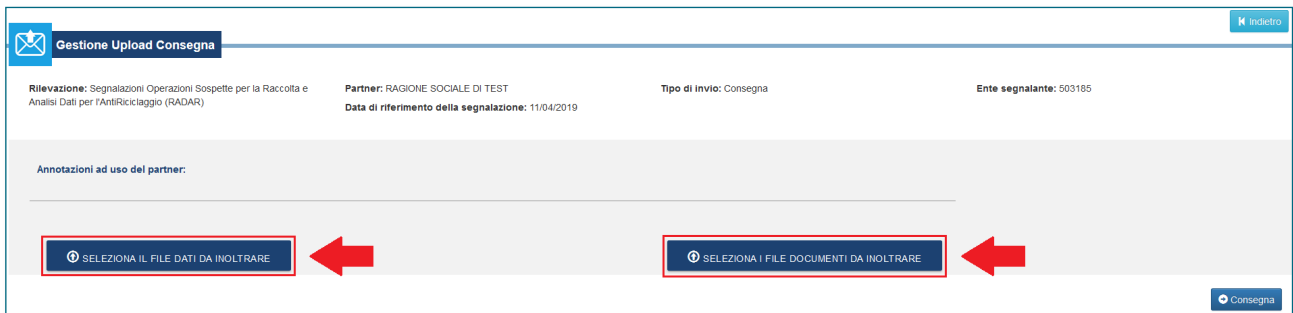 Indietro
Gestione Upload Consegna
Rilevazione: Segnalazioni Operazioni Sospette per la Raccolta e
Analisi Dati per l'AntiRiciclaggio (RADAR)
Partner: RAGIONE SOCIALE DI TEST
Data di riferimento della segnalazione: 11/04/2019
Tipo di invio: Consegna
Ente segnalante: 503185
Annotazioni ad uso del partner:
SELEZIONA IL FILE DATI DA INOLTRARE
SELEZIONA I FILE DOCUMENTI DA INOLTRARE
Consegna